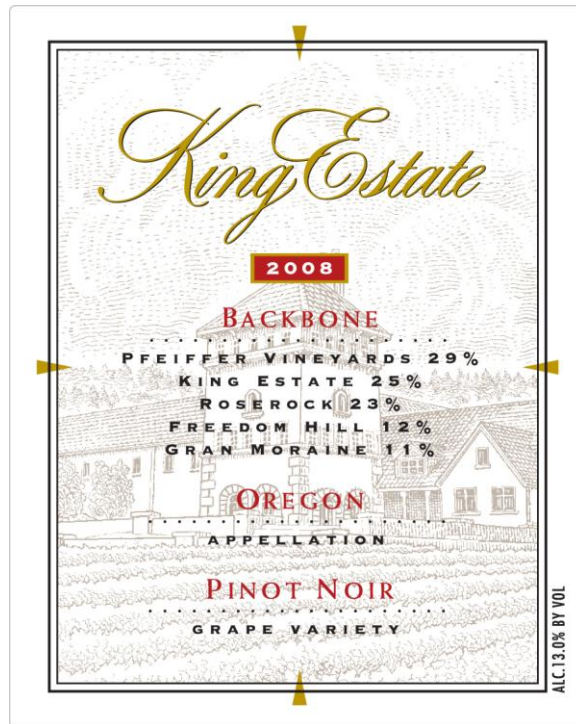 King Estate
2008
BACKBONE
PFEIFFER VINEYARDS 29%
KING ESTATE 25%
ROSEROCK 23%
FREEDOM HILL 12%
GRAN MORAINE 11%
OREGON
APPELLATION
PINOT NOIR
GRAPE VARIETY
ALC.13.0% BY VOL